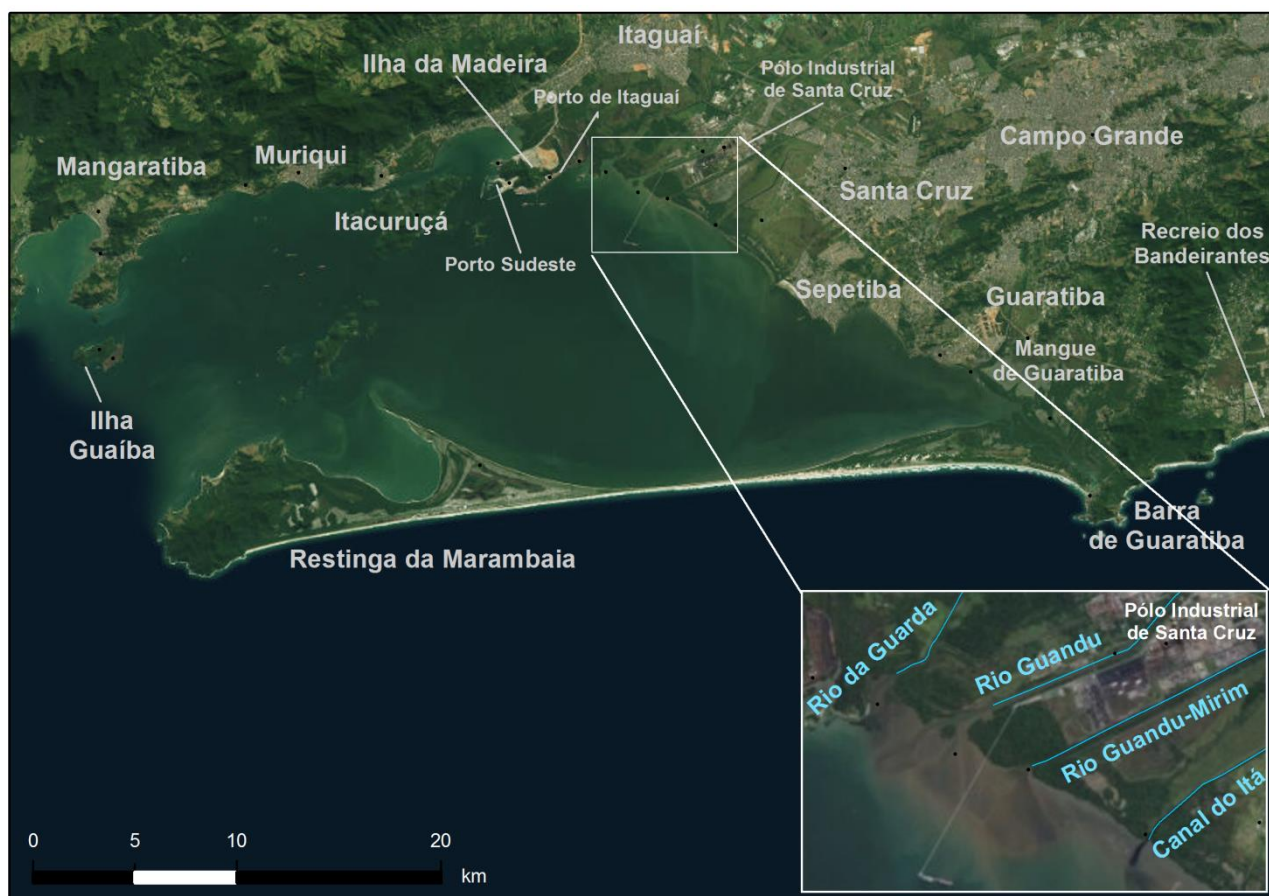 Itaguaí
Ilha da Madeira
Pólo Industrial
de Santa Cruz
Porto de Itaguaí
Campo Grande
Muriqui
Mangaratiba
Santa Cruz
Itacuruçá
Recreio dos
Bandeirantes
Porto Sudeste
Sepetiba
Guaratiba
Mangue
de Guaratiba
Ilha
Guaíba
Barra
de Guaratiba
Restinga da Marambaia
Pólo Industrial
de Santa Cruz
Rio da Guarda
Rio Guandu
Rio Guandu-Mirim
Canal do Itá
0 5 10 20
km